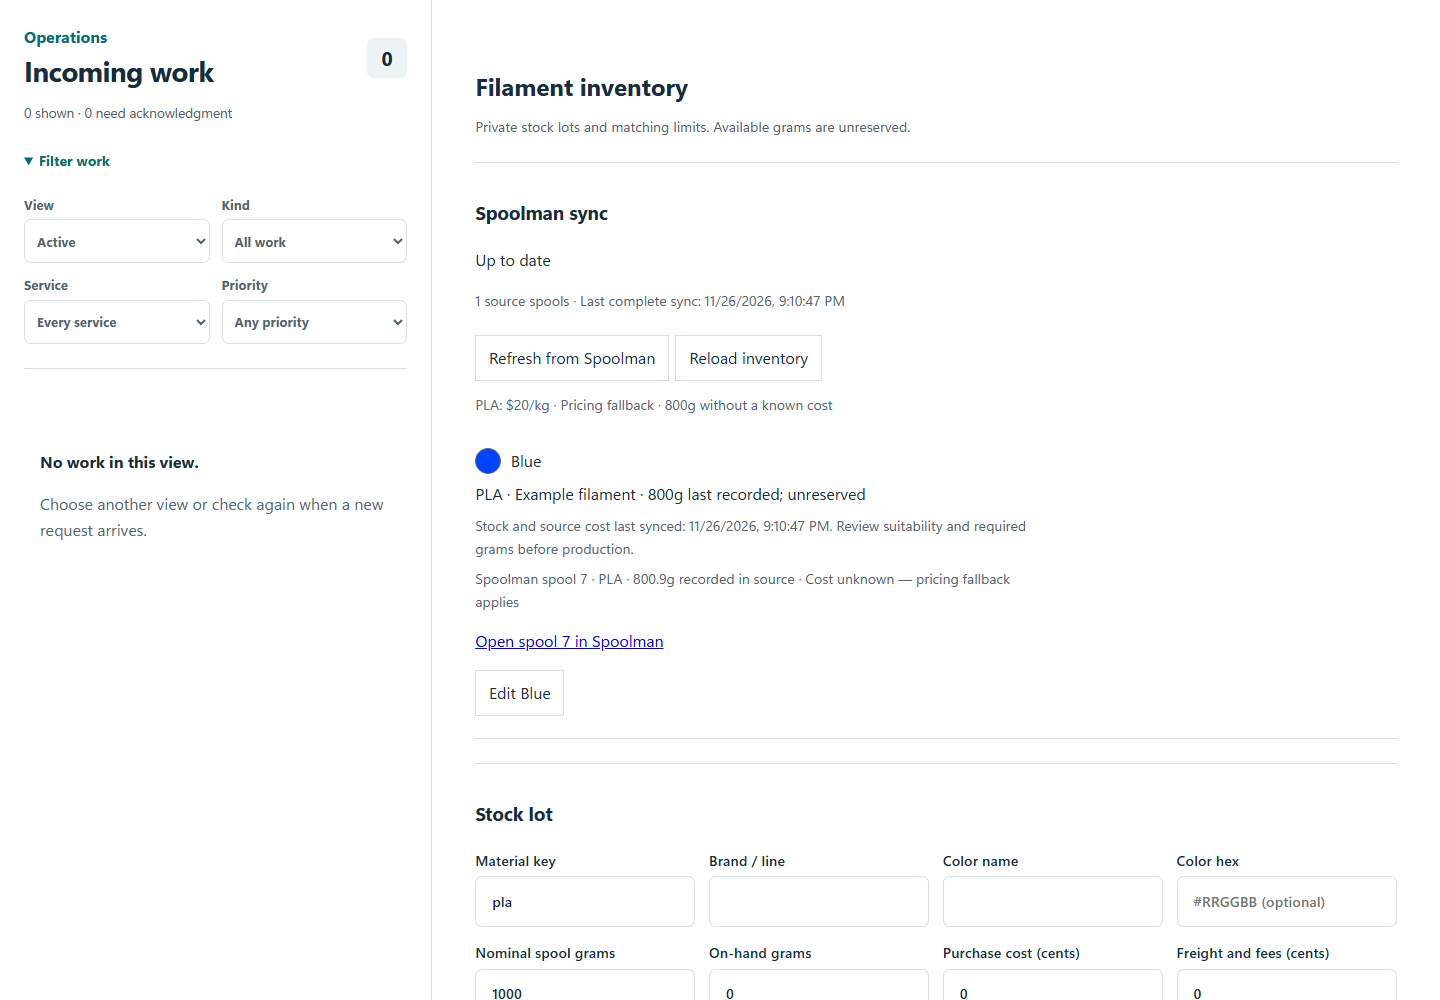 Operations
Incoming work
0
0 shown · 0 need acknowledgment
▼ Filter work
View
Kind
Active
All work
Service
Priority
Every service
Any priority
No work in this view.
Choose another view or check again when a new
request arrives.
Filament inventory
Private stock lots and matching limits. Available grams are unreserved.
Spoolman sync
Up to date
1 source spools · Last complete sync: 11/26/2026, 9:10:47 PM
Refresh from Spoolman
Reload inventory
PLA: $20/kg · Pricing fallback · 800g without a known cost
Blue
PLA · Example filament · 800g last recorded; unreserved
Stock and source cost last synced: 11/26/2026, 9:10:47 PM. Review suitability and required
grams before production.
Spoolman spool 7 · PLA · 800.9g recorded in source · Cost unknown — pricing fallback
applies
Open spool 7 in Spoolman
Edit Blue
Stock lot
Material key
Brand / line
Color name
Color hex
pla
#RRGGBB (optional)
Nominal spool grams
On-hand grams
Purchase cost (cents)
Freight and fees (cents)
1000
0
0
0